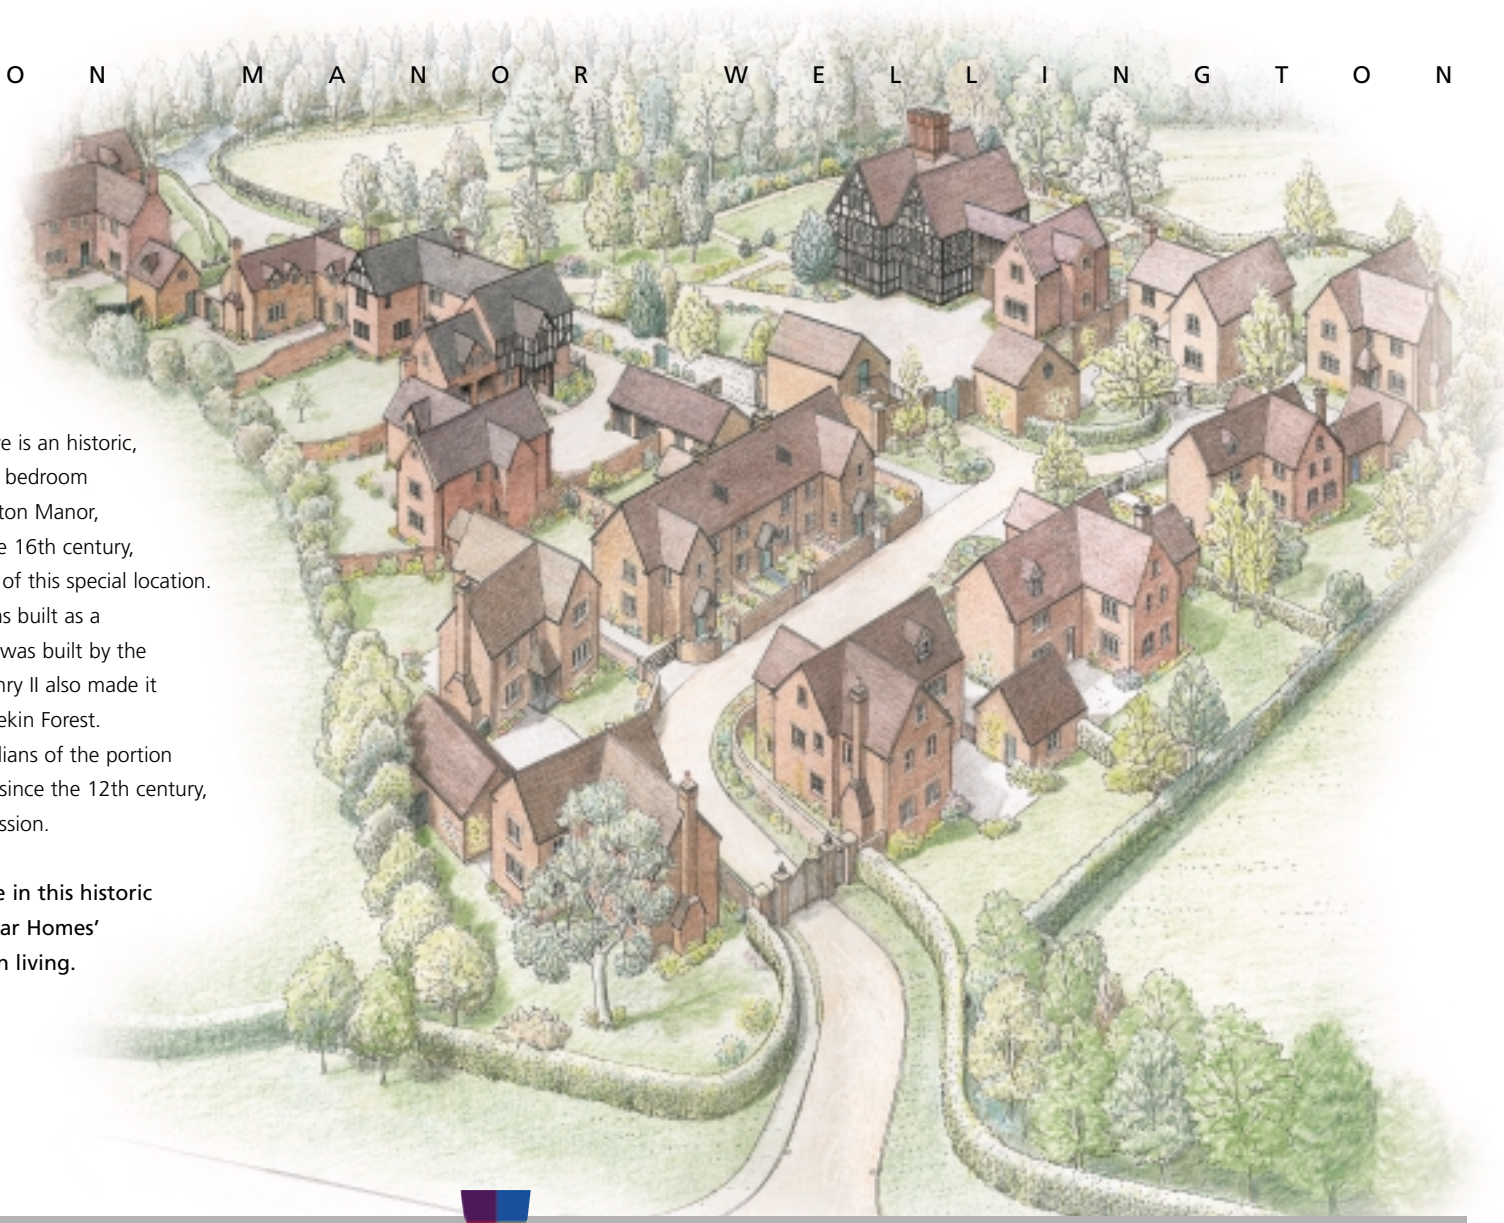 O N M A N O R W E L L I N G T O N
e is an historic,
bedroom
ton Manor,
e 16th century,
of this special location.
s built as a
was built by the
nry II also made it
ekin Forest.
lians of the portion
since the 12th century,
ssion.
e in this historic
ar Homes'
n living.